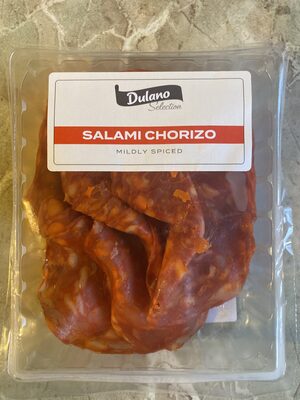 Dulano
Selection
SALAMI CHORIZO
MILDLY SPICED